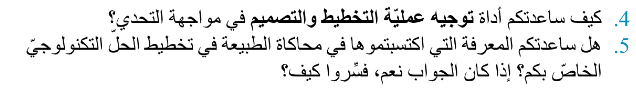 4. كيف ساعدتكم أداة توجيه عمليّة التخطيط والتصميم في مواجهة التحدي؟
5. هل ساعدتكم المعرفة التي اكتسبتموها في محاكاة الطبيعة في تخطيط الحلّ التكنولوجيّ
الخاصّ بكم؟ إذا كان الجواب نعم، فسِّروا كيف؟